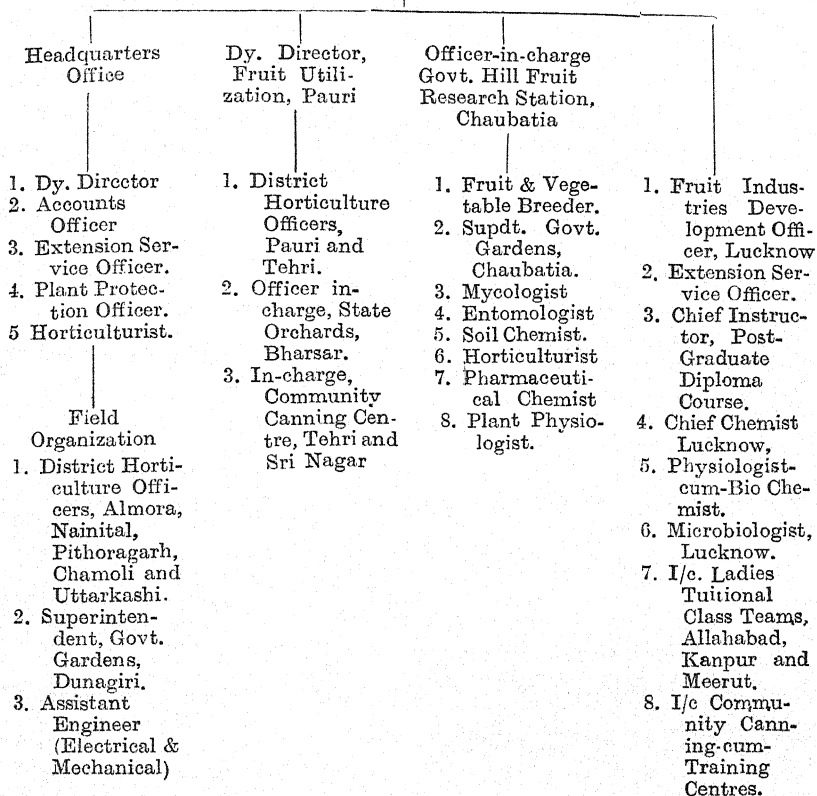 Headquarters
Office
1. Dy. Director
2. Accounts
Officer
3. Extension Ser-
vice Officer.
4. Plant Protec-
tion Officer.
5 Horticulturist.
Field
Organization
1. District Horti-
culture Offi-
cers, Almora,
Nainital,
Pithoragarh,
Chamoli and
Uttarkashi.
2. Superinten-
dent, Govt.
Gardens,
Dunagiri.
3. Assistant
Engineer
(Electrical &
Mechanical)
Dy. Director,
Fruit Utili-
zation, Pauri
1. District
Horticulture
Officers,
Pauri and
Tehri.
2. Officer in-
charge, State
Orchards,
Bharsar.
3. In-charge,
Community
Canning Cen-
tre, Tehri and
Sri Nagar
Officer-in-charge
Govt. Hill Fruit
Research Station,
Chaubatia
1. Fruit & Vege-
table Breeder.
2. Supdt. Govt.
Gardens,
Chaubatia.
3. Mycologist
4. Entomologist
5. Soil Chemist.
6. Horticulturist
7. Pharmaceuti-
cal Chemist
8. Plant Physio-
logist.
1. Fruit Indus-
tries Deve-
lopment Offi-
cer, Lucknow
2. Extension Ser-
vice Officer.
3. Chief Instruc-
tor, Post-
Graduate
Diploma
Course.
4. Chief Chemist
Lucknow,
5. Physiologist-
cum-Bio Che-
mist.
6. Microbiologist,
Lucknow.
7. I/c. Ladies
Tuitional
Class Teams,
Allahabad,
Kanpur and
Meerut.
8. I/c Commu-
nity Cann-
ing-cum-
Training
Centres.